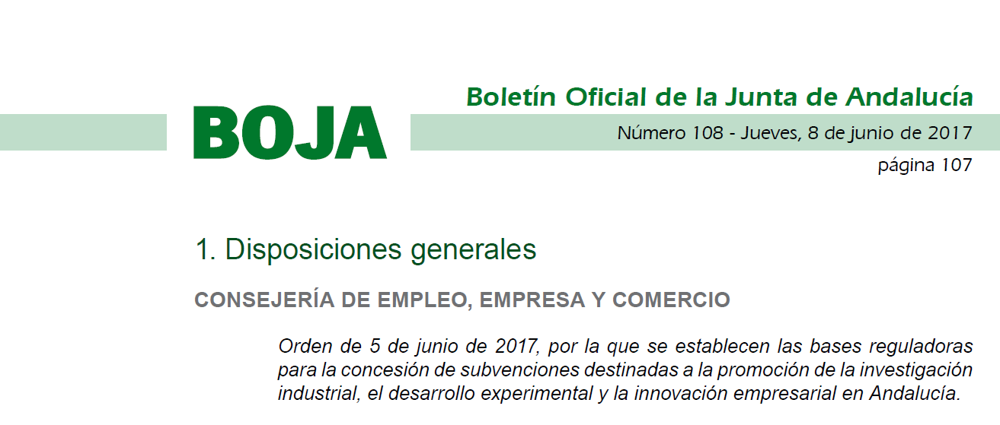 BOJA
Boletín Oficial de la Junta de Andalucía
Número 108 - Jueves, 8 de junio de 2017
página 107
1. Disposiciones generales
CONSEJERÍA DE EMPLEO, EMPRESA Y COMERCIO
Orden de 5 de junio de 2017, por la que se establecen las bases reguladoras
para la concesión de subvenciones destinadas a la promoción de la investigación
industrial, el desarrollo experimental y la innovación empresarial en Andalucía.